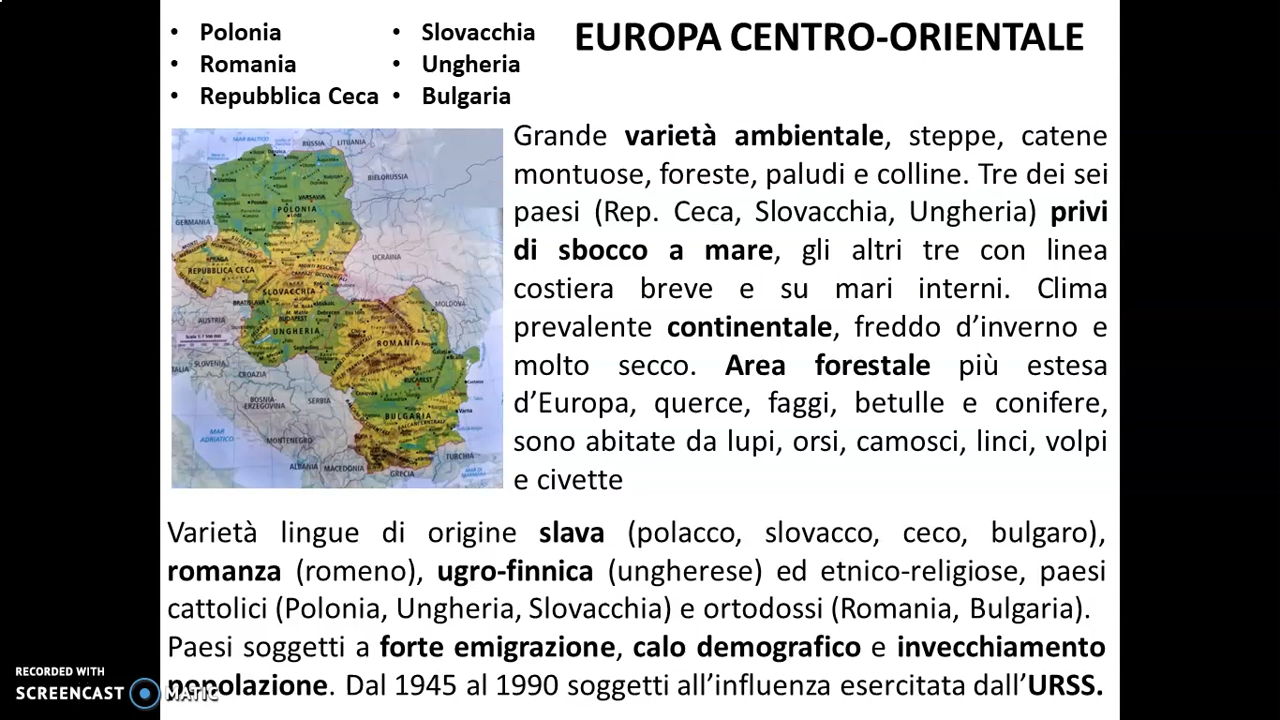 • Polonia
• Romania
• Repubblica Ceca
• Slovacchia
• Ungheria
• Bulgaria
EUROPA CENTRO-ORIENTALE
MAR BALTICO
RUSSIA
LITUANIA
BIELORUSSIA
GERMANIA
VARSAVIA
POLONIA
PRAGA
REPUBBLICA CECA
UCRAINA
SLOVACCHIA
BRATISLAVA
MOLDOVA
AUSTRIA
BUDAPEST
UNGHERIA
ROMANIA
SLOVENIA
CROAZIA
BUCAREST
BOSNIA-
ERZEGOVINA
SERBIA
BULGARIA
Varna
MAR
ADRIATICO
MONTENEGRO
ALBANIA
MACEDONIA
GRECIA
TURCHIA
MAR DI
MARMARA
Grande varietà ambientale, steppe, catene
montuose, foreste, paludi e colline. Tre dei sei
paesi (Rep. Ceca, Slovacchia, Ungheria) privi
di sbocco a mare, gli altri tre con linea
costiera breve e su mari interni. Clima
prevalente continentale, freddo d’inverno e
molto secco. Area forestale più estesa
d’Europa, querce, faggi, betulle e conifere,
sono abitate da lupi, orsi, camosci, linci, volpi
e civette
Varietà lingue di origine slava (polacco, slovacco, ceco, bulgaro),
romanza (romeno), ugro-finnica (ungherese) ed etnico-religiose, paesi
cattolici (Polonia, Ungheria, Slovacchia) e ortodossi (Romania, Bulgaria).
Paesi soggetti a forte emigrazione, calo demografico e invecchiamento
popolazione. Dal 1945 al 1990 soggetti all’influenza esercitata dall’URSS.
RECORDED WITH
SCREENCAST MATIC